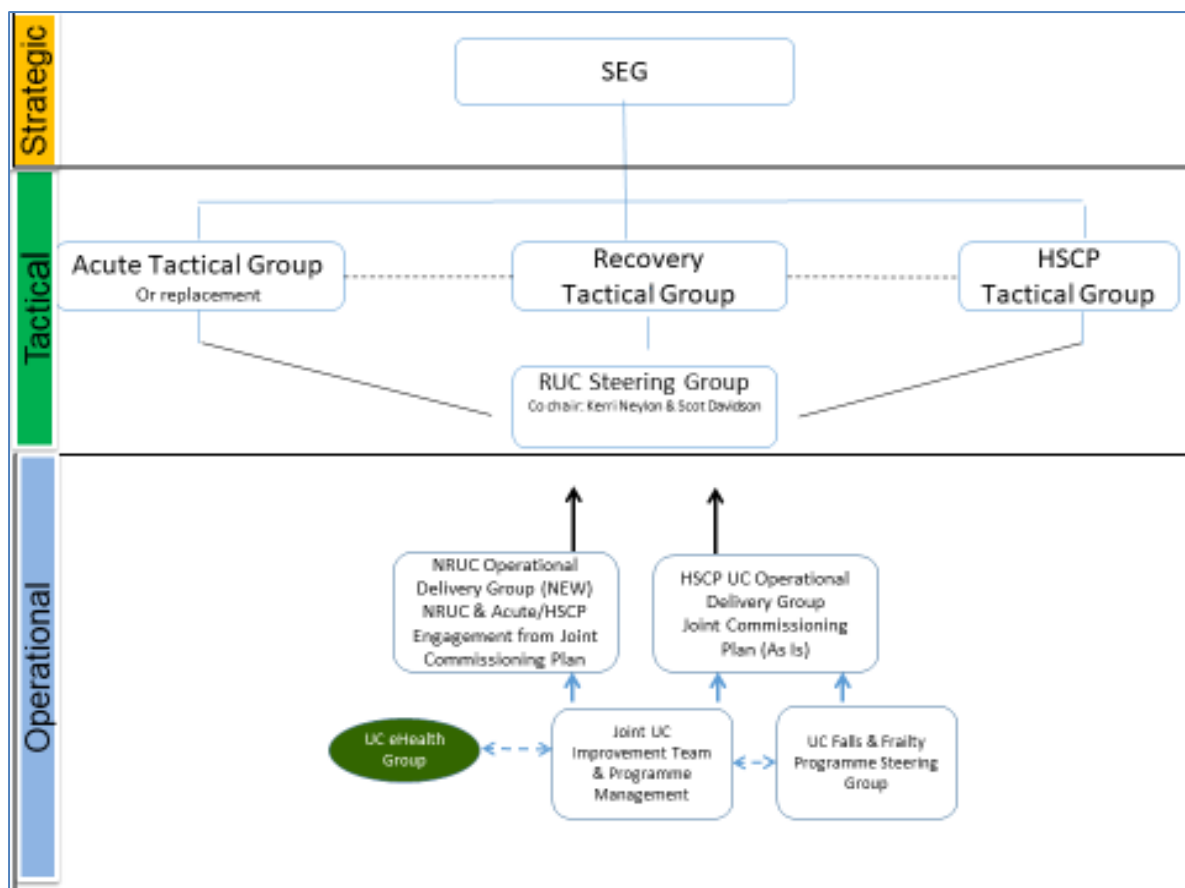 Strategic
SEG
Tactical
Acute Tactical Group
Or replacement
Recovery
Tactical Group
HSCP
Tactical Group
RUC Steering Group
Co chair: Kerri Neylon & Scot Davidson
Operational
NRUC Operational
Delivery Group (NEW)
NRUC & Acute/HSCP
Engagement from Joint
Commissioning Plan
HSCP UC Operational
Delivery Group
Joint Commissioning
Plan (As Is)
UC eHealth
Group
Joint UC
Improvement Team
& Programme
Management
UC Falls & Frailty
Programme Steering
Group